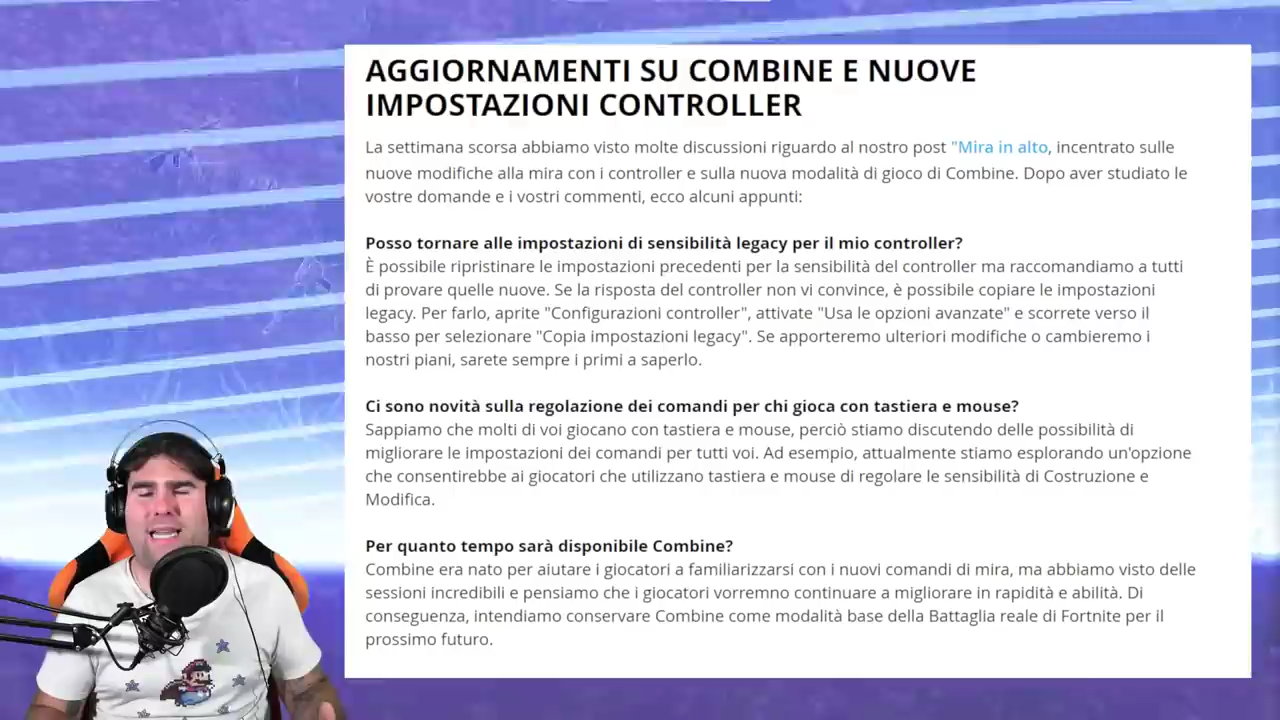 AGGIORNAMENTI SU COMBINE E NUOVE
IMPOSTAZIONI CONTROLLER
La settimana scorsa abbiamo visto molte discussioni riguardo al nostro post "Mira in alto, incentrato sulle
nuove modifiche alla mira con i controller e sulla nuova modalità di gioco di Combine. Dopo aver studiato le
vostre domande e i vostri commenti, ecco alcuni appunti:
Posso tornare alle impostazioni di sensibilità legacy per il mio controller?
È possibile ripristinare le impostazioni precedenti per la sensibilità del controller ma raccomandiamo a tutti
di provare quelle nuove. Se la risposta del controller non vi convince, è possibile copiare le impostazioni
legacy. Per farlo, aprite "Configurazioni controller", attivate "Usa le opzioni avanzate" e scorrete verso il
basso per selezionare "Copia impostazioni legacy". Se apporteremo ulteriori modifiche o cambieremo i
nostri piani, sarete sempre i primi a saperlo.
Ci sono novità sulla regolazione dei comandi per chi gioca con tastiera e mouse?
Sappiamo che molti di voi giocano con tastiera e mouse, perciò stiamo discutendo delle possibilità di
migliorare le impostazioni dei comandi per tutti voi. Ad esempio, attualmente stiamo esplorando un'opzione
che consentirebbe ai giocatori che utilizzano tastiera e mouse di regolare le sensibilità di Costruzione e
Modifica.
Per quanto tempo sarà disponibile Combine?
Combine era nato per aiutare i giocatori a familiarizzarsi con i nuovi comandi di mira, ma abbiamo visto delle
sessioni incredibili e pensiamo che i giocatori vorremno continuare a migliorare in rapidità e abilità. Di
conseguenza, intendiamo conservare Combine come modalità base della Battaglia reale di Fortnite per il
prossimo futuro.